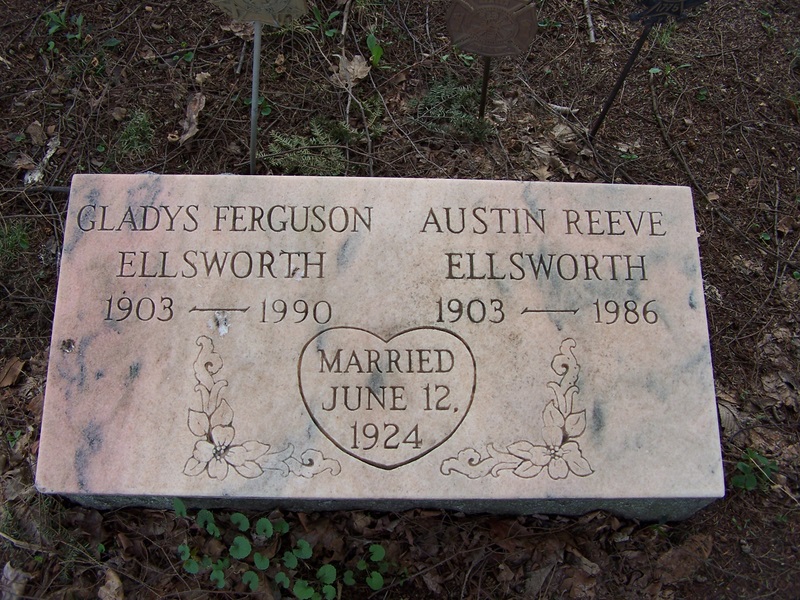 GLADYS FERGUSON
ELLSWORTH
1903 — 1990
AUSTIN REEVE
ELLSWORTH
1903 — 1986
MARRIED
JUNE 12,
1924